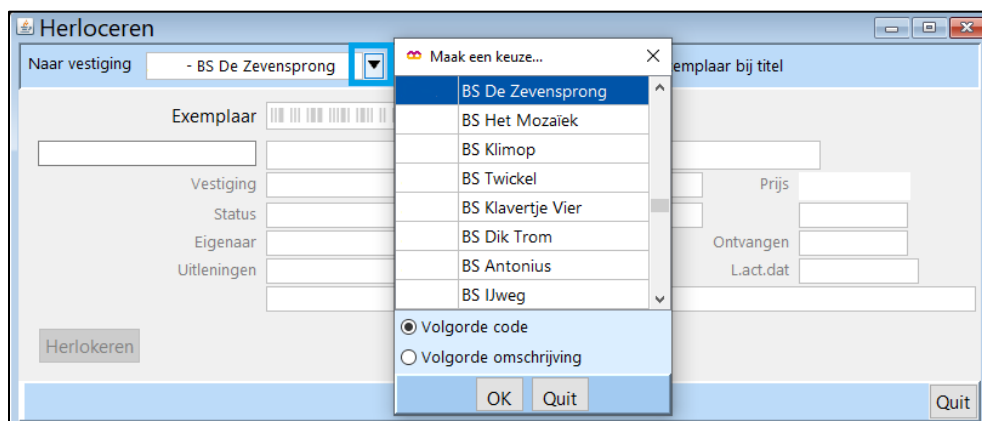 Herloceren
Naar vestiging - BS De Zevensprong emplaar bij titel
Exemplaar
Vestiging Prijs
Status
Eigenaar Ontvangen
Uitleningen L.act.dat
Herlokeren
Quit
Maak een keuze...
BS De Zevensprong
BS Het Mozaïek
BS Klimop
BS Twickel
BS Klavertje Vier
BS Dik Trom
BS Antonius
BS IJweg
Volgorde code
Volgorde omschrijving
OK Quit